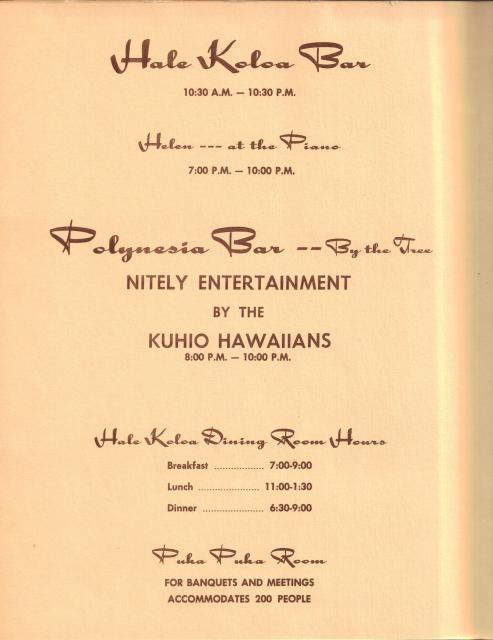 Hale Koloa Bar
10:30 A.M. — 10:30 P.M.
Helen --- at the Piano
7:00 P.M. — 10:00 P.M.
Polynesia Bar -- By the Tree
NITELY ENTERTAINMENT
BY THE
KUHIO HAWAIIANS
8:00 P.M. — 10:00 P.M.
Hale Koloa Dining Room Hours
Breakfast .................. 7:00-9:00
Lunch ...................... 11:00-1:30
Dinner ...................... 6:30-9:00
Puka Puka Room
FOR BANQUETS AND MEETINGS
ACCOMMODATES 200 PEOPLE